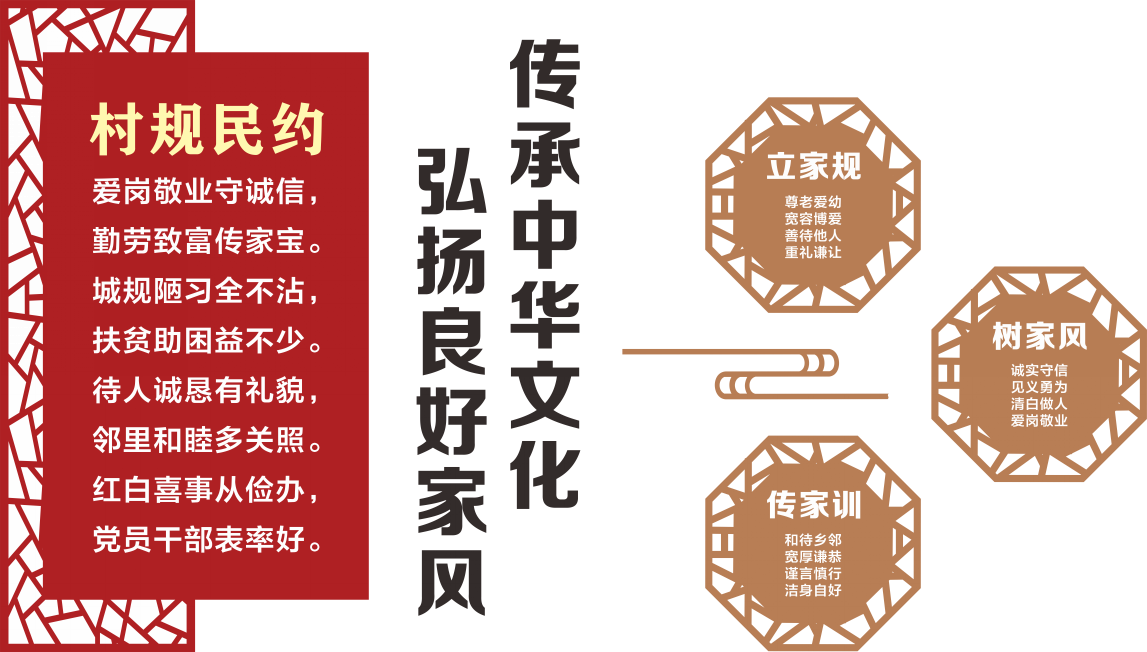 村规民约
爱岗敬业守诚信，
勤劳致富传家宝。
城规陋习全不沾，
扶贫助困益不少。
待人诚恳有礼貌，
邻里和睦多关照。
红白喜事从俭办，
党员干部表率好。
传承中华文化
弘扬良好家风
立家规
尊老爱幼
宽容博爱
善待他人
重礼谦让
树家风
诚实守信
见义勇为
清白做人
爱岗敬业
传家训
和待乡邻
宽厚谦恭
谨言慎行
洁身自好